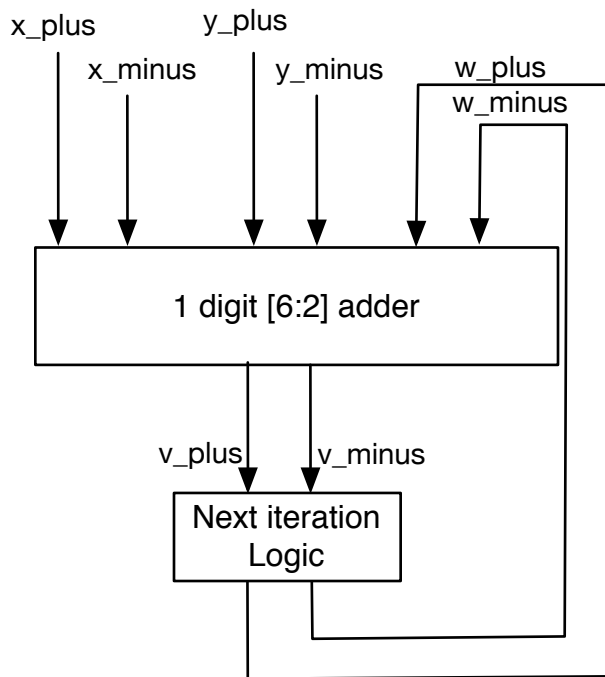 x_plus
y_plus
x_minus
y_minus
w_plus
w_minus
1 digit [6:2] adder
v_plus
v_minus
Next iteration
Logic